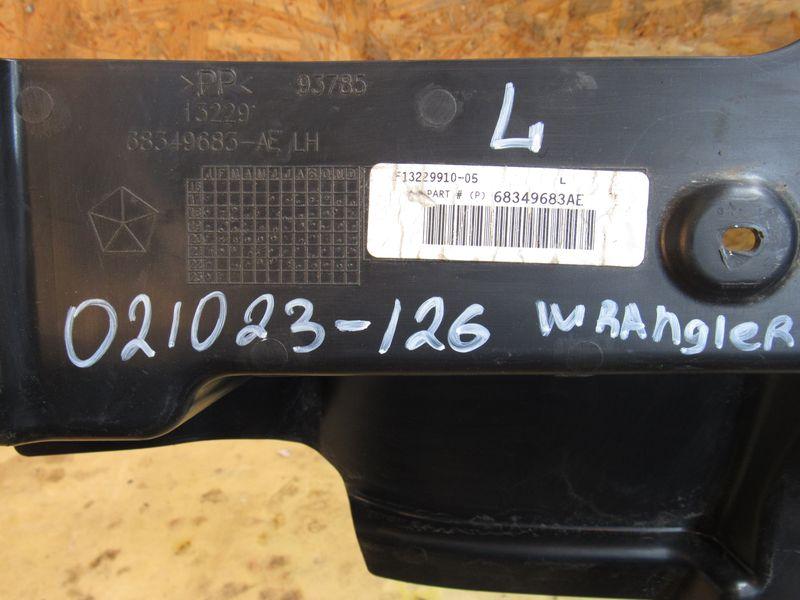 >PP< 93785
13229
68349683-AE LH
L
J F M A M J J A S O N D
F13229910-05 L
PART # (P) 68349683AE
021023-126 WRAngleR